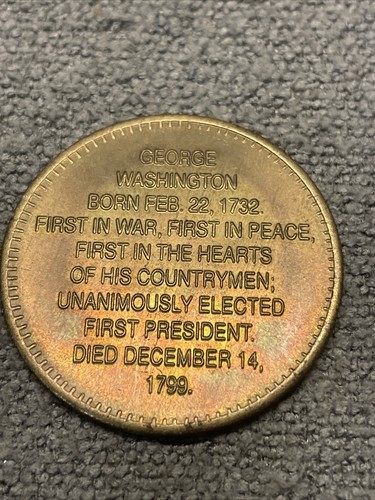 GEORGE
WASHINGTON
BORN FEB. 22, 1732.
FIRST IN WAR, FIRST IN PEACE,
FIRST IN THE HEARTS
OF HIS COUNTRYMEN;
UNANIMOUSLY ELECTED
FIRST PRESIDENT.
DIED DECEMBER 14,
1799.